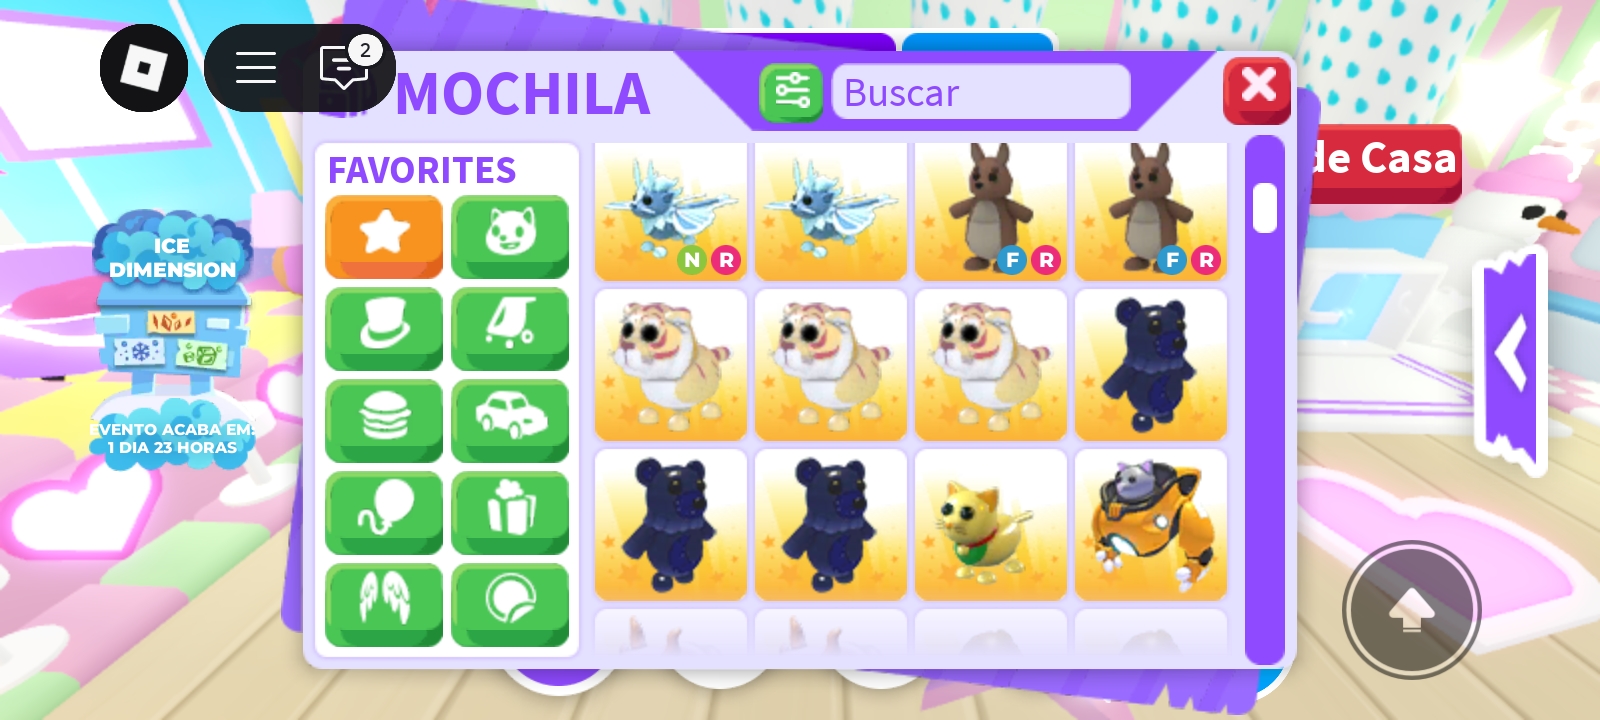 2
MOCHILA
Buscar
de Casa
FAVORITES
N R
F R
F R
ICE
DIMENSION
EVENTO ACABA EM:
1 DIA 23 HORAS